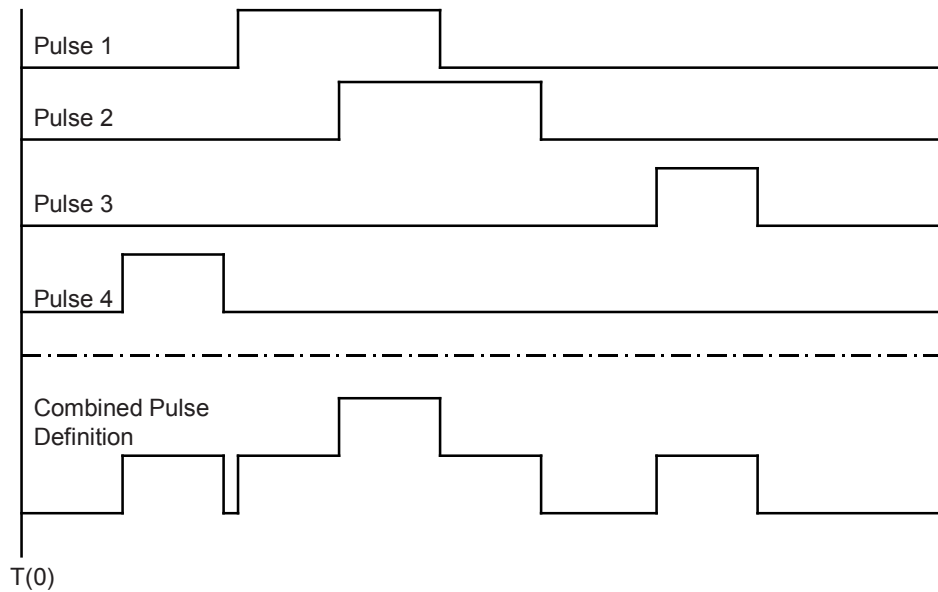 Pulse 1
Pulse 2
Pulse 3
Pulse 4
Combined Pulse
Definition
T(0)